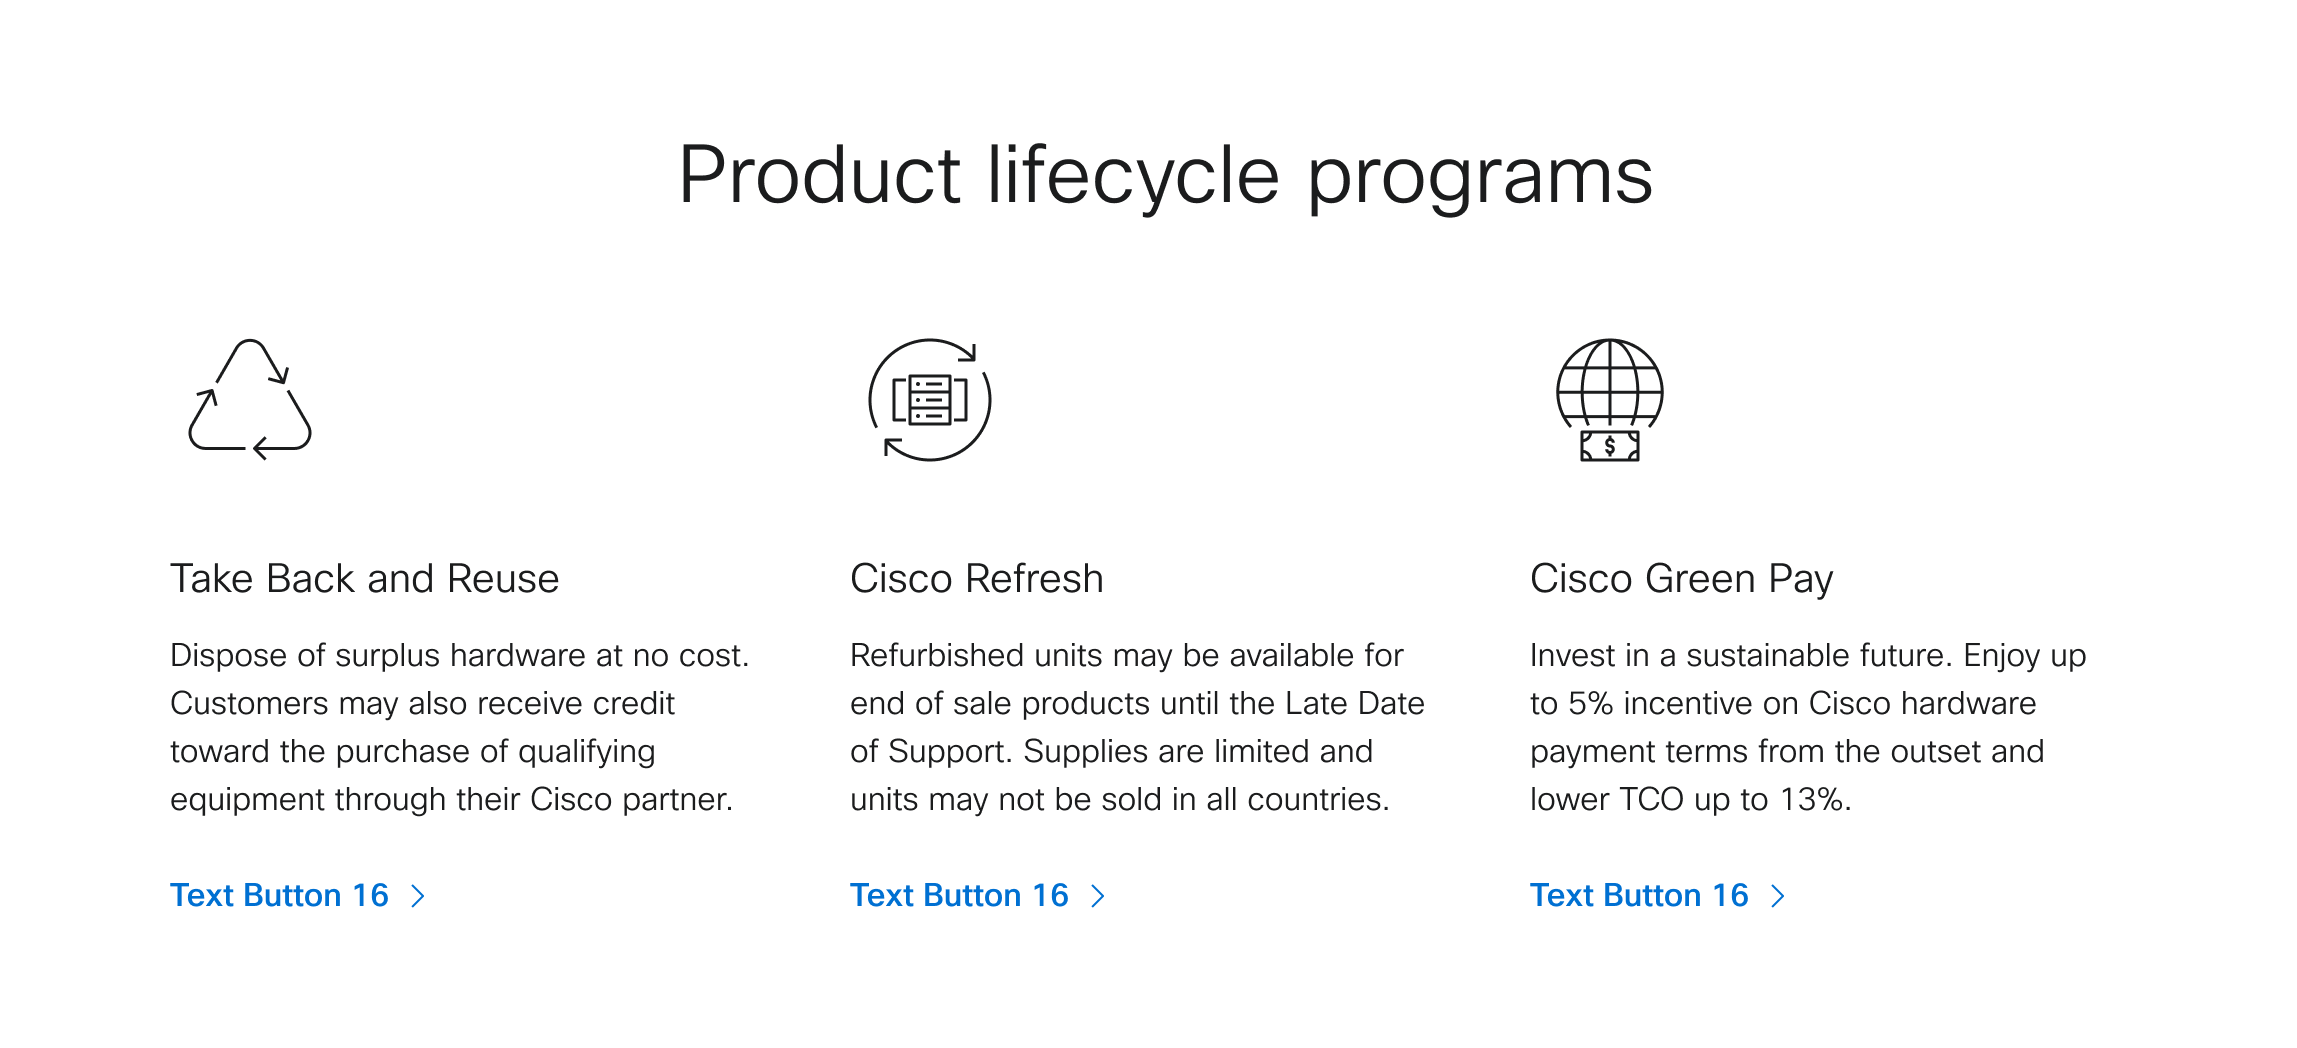 Product lifecycle programs
$
Take Back and Reuse
Dispose of surplus hardware at no cost.
Customers may also receive credit
toward the purchase of qualifying
equipment through their Cisco partner.
Text Button 16
Cisco Refresh
Refurbished units may be available for
end of sale products until the Late Date
of Support. Supplies are limited and
units may not be sold in all countries.
Text Button 16
Cisco Green Pay
Invest in a sustainable future. Enjoy up
to 5% incentive on Cisco hardware
payment terms from the outset and
lower TCO up to 13%.
Text Button 16